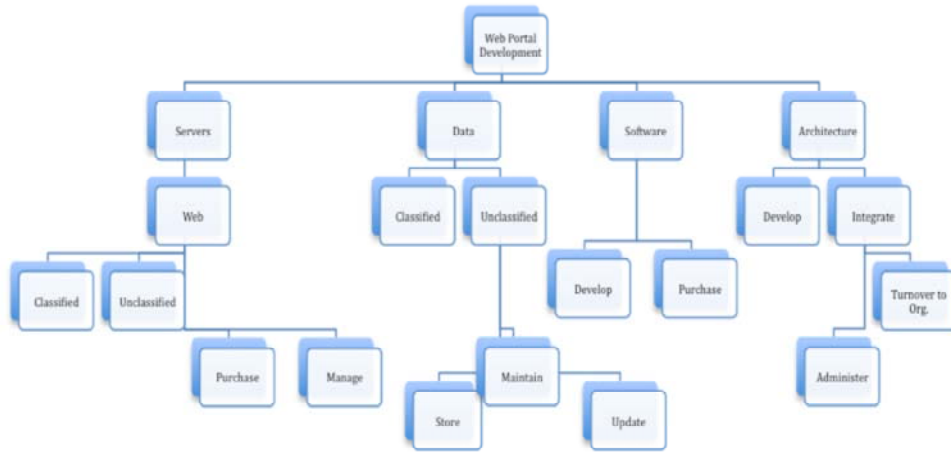 Web Portal
Development
Servers
Data
Software
Architecture
Web
Classified
Unclassified
Develop
Integrate
Classified
Unclassified
Develop
Purchase
Turnover to
Org.
Purchase
Manage
Maintain
Administer
Store
Update